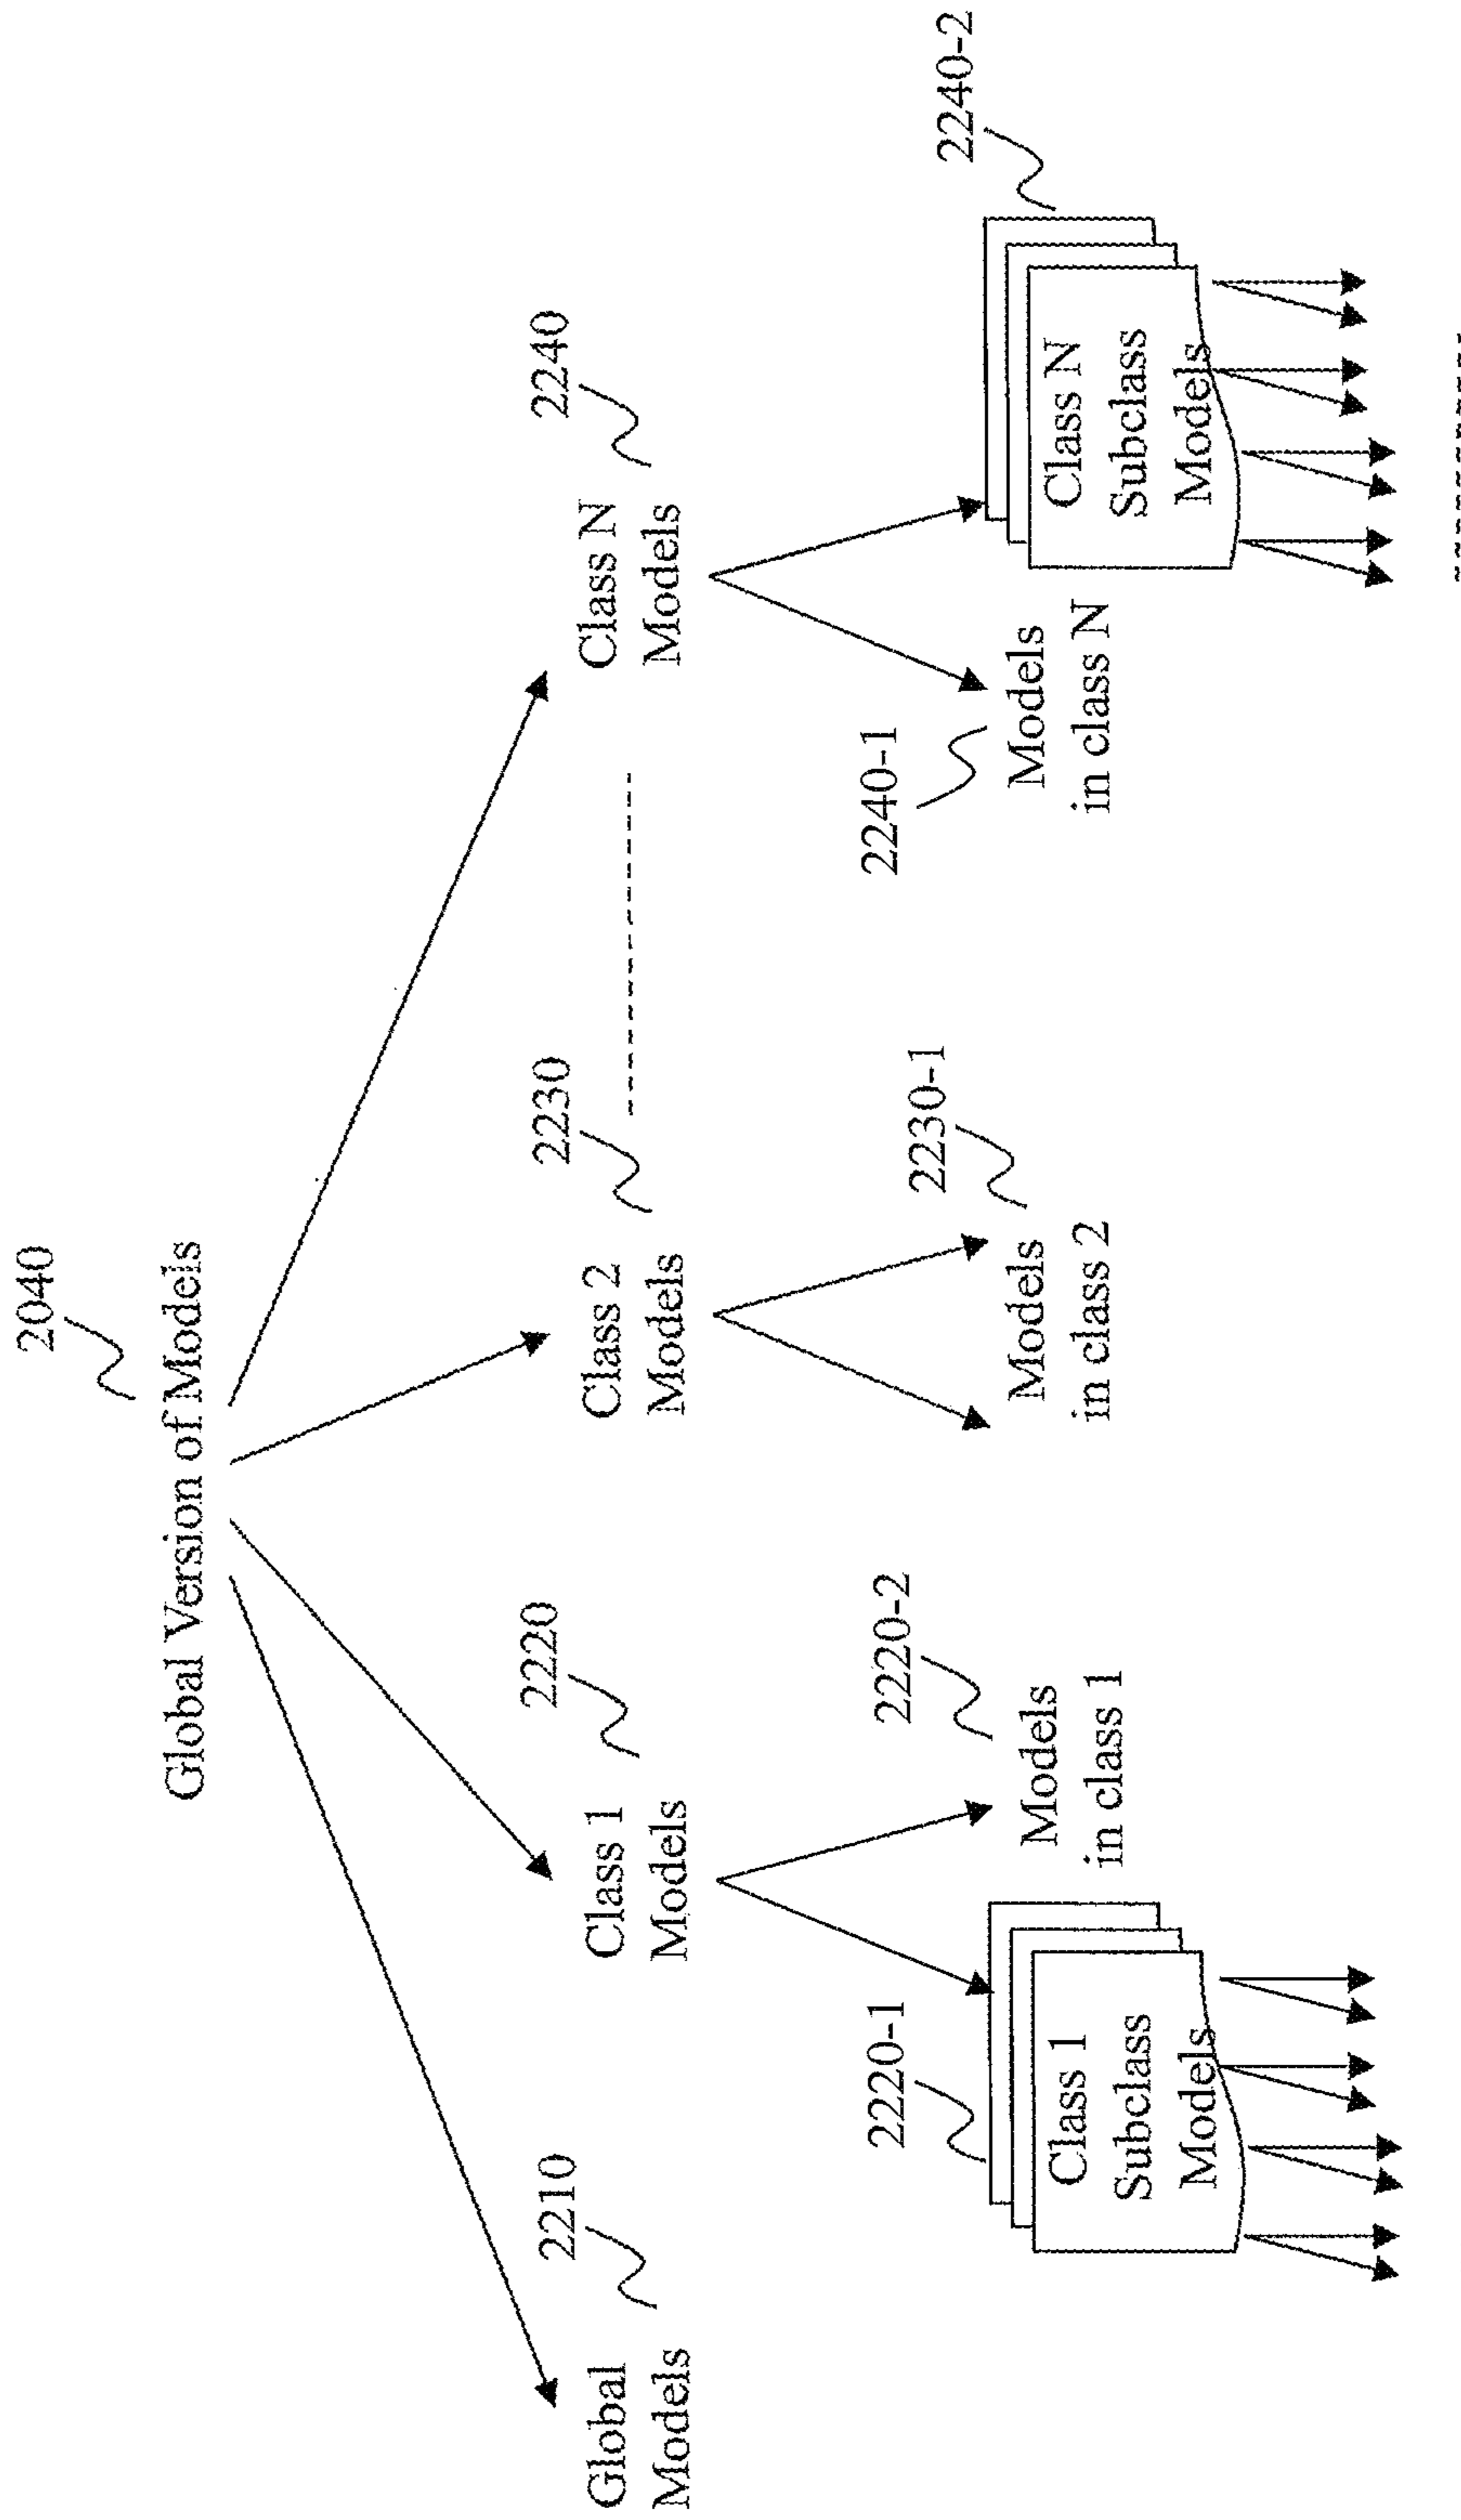 2040
Global Version of Models
2210
Global
Models
2220
Class 1
Models
2230
Class 2
Models
2240
Class N
Models
2220-1
Class 1
Subclass
Models
2220-2
Models
in class 1
2230-1
Models
in class 2
2240-1
Models
in class N
2240-2
Class N
Subclass
Models